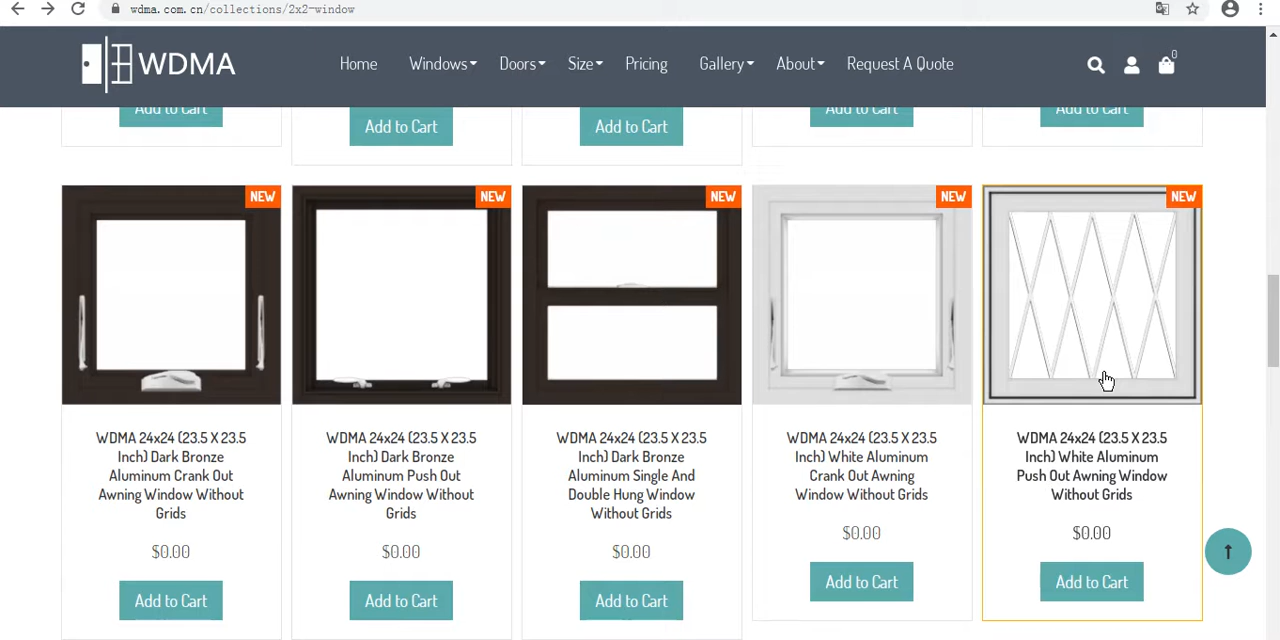 wdma.com.cn/collections/2x2-window
WDMA
Home Windows Doors Size Pricing Gallery About Request A Quote
0
Add to Cart Add to Cart Add to Cart Add to Cart Add to Cart
NEW NEW NEW NEW NEW
WDMA 24x24 (23.5 X 23.5
Inch) Dark Bronze
Aluminum Crank Out
Awning Window Without
Grids
$0.00
Add to Cart
WDMA 24x24 (23.5 X 23.5
Inch) Dark Bronze
Aluminum Push Out
Awning Window Without
Grids
$0.00
Add to Cart
WDMA 24x24 (23.5 X 23.5
Inch) Dark Bronze
Aluminum Single And
Double Hung Window
Without Grids
$0.00
Add to Cart
WDMA 24x24 (23.5 X 23.5
Inch) White Aluminum
Crank Out Awning
Window Without Grids
$0.00
Add to Cart
WDMA 24x24 (23.5 X 23.5
Inch) White Aluminum
Push Out Awning Window
Without Grids
$0.00
Add to Cart